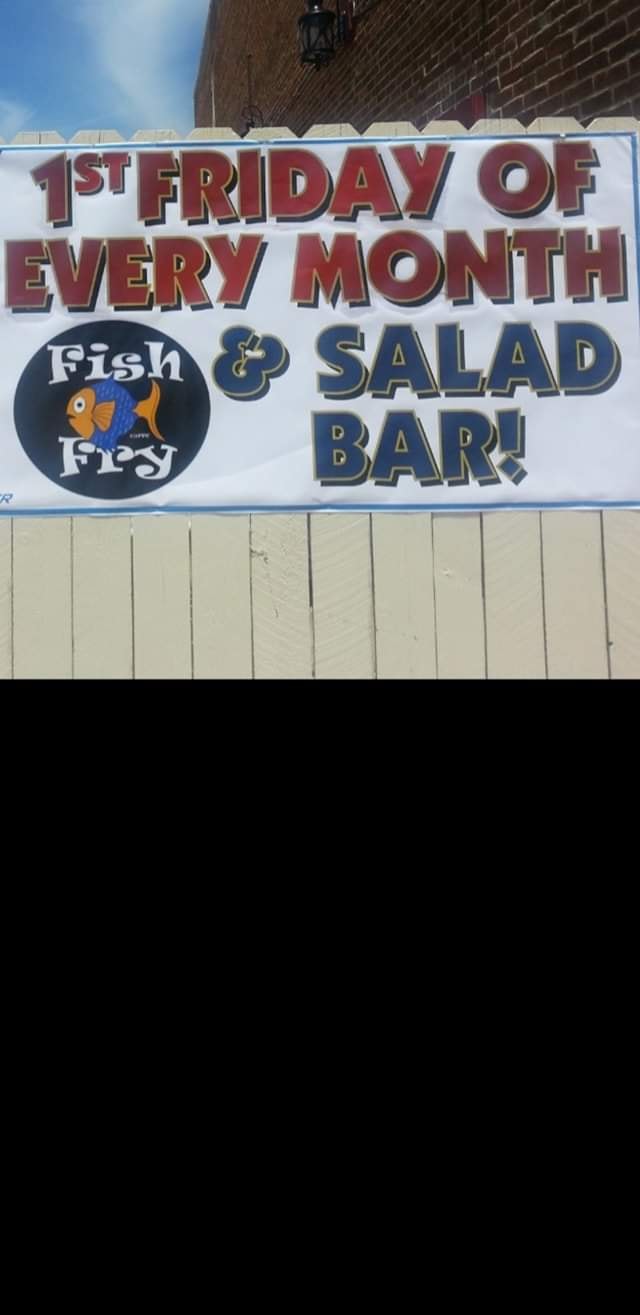 1ST FRIDAY OF
EVERY MONTH
Fish
Fry
& SALAD
BAR!
R